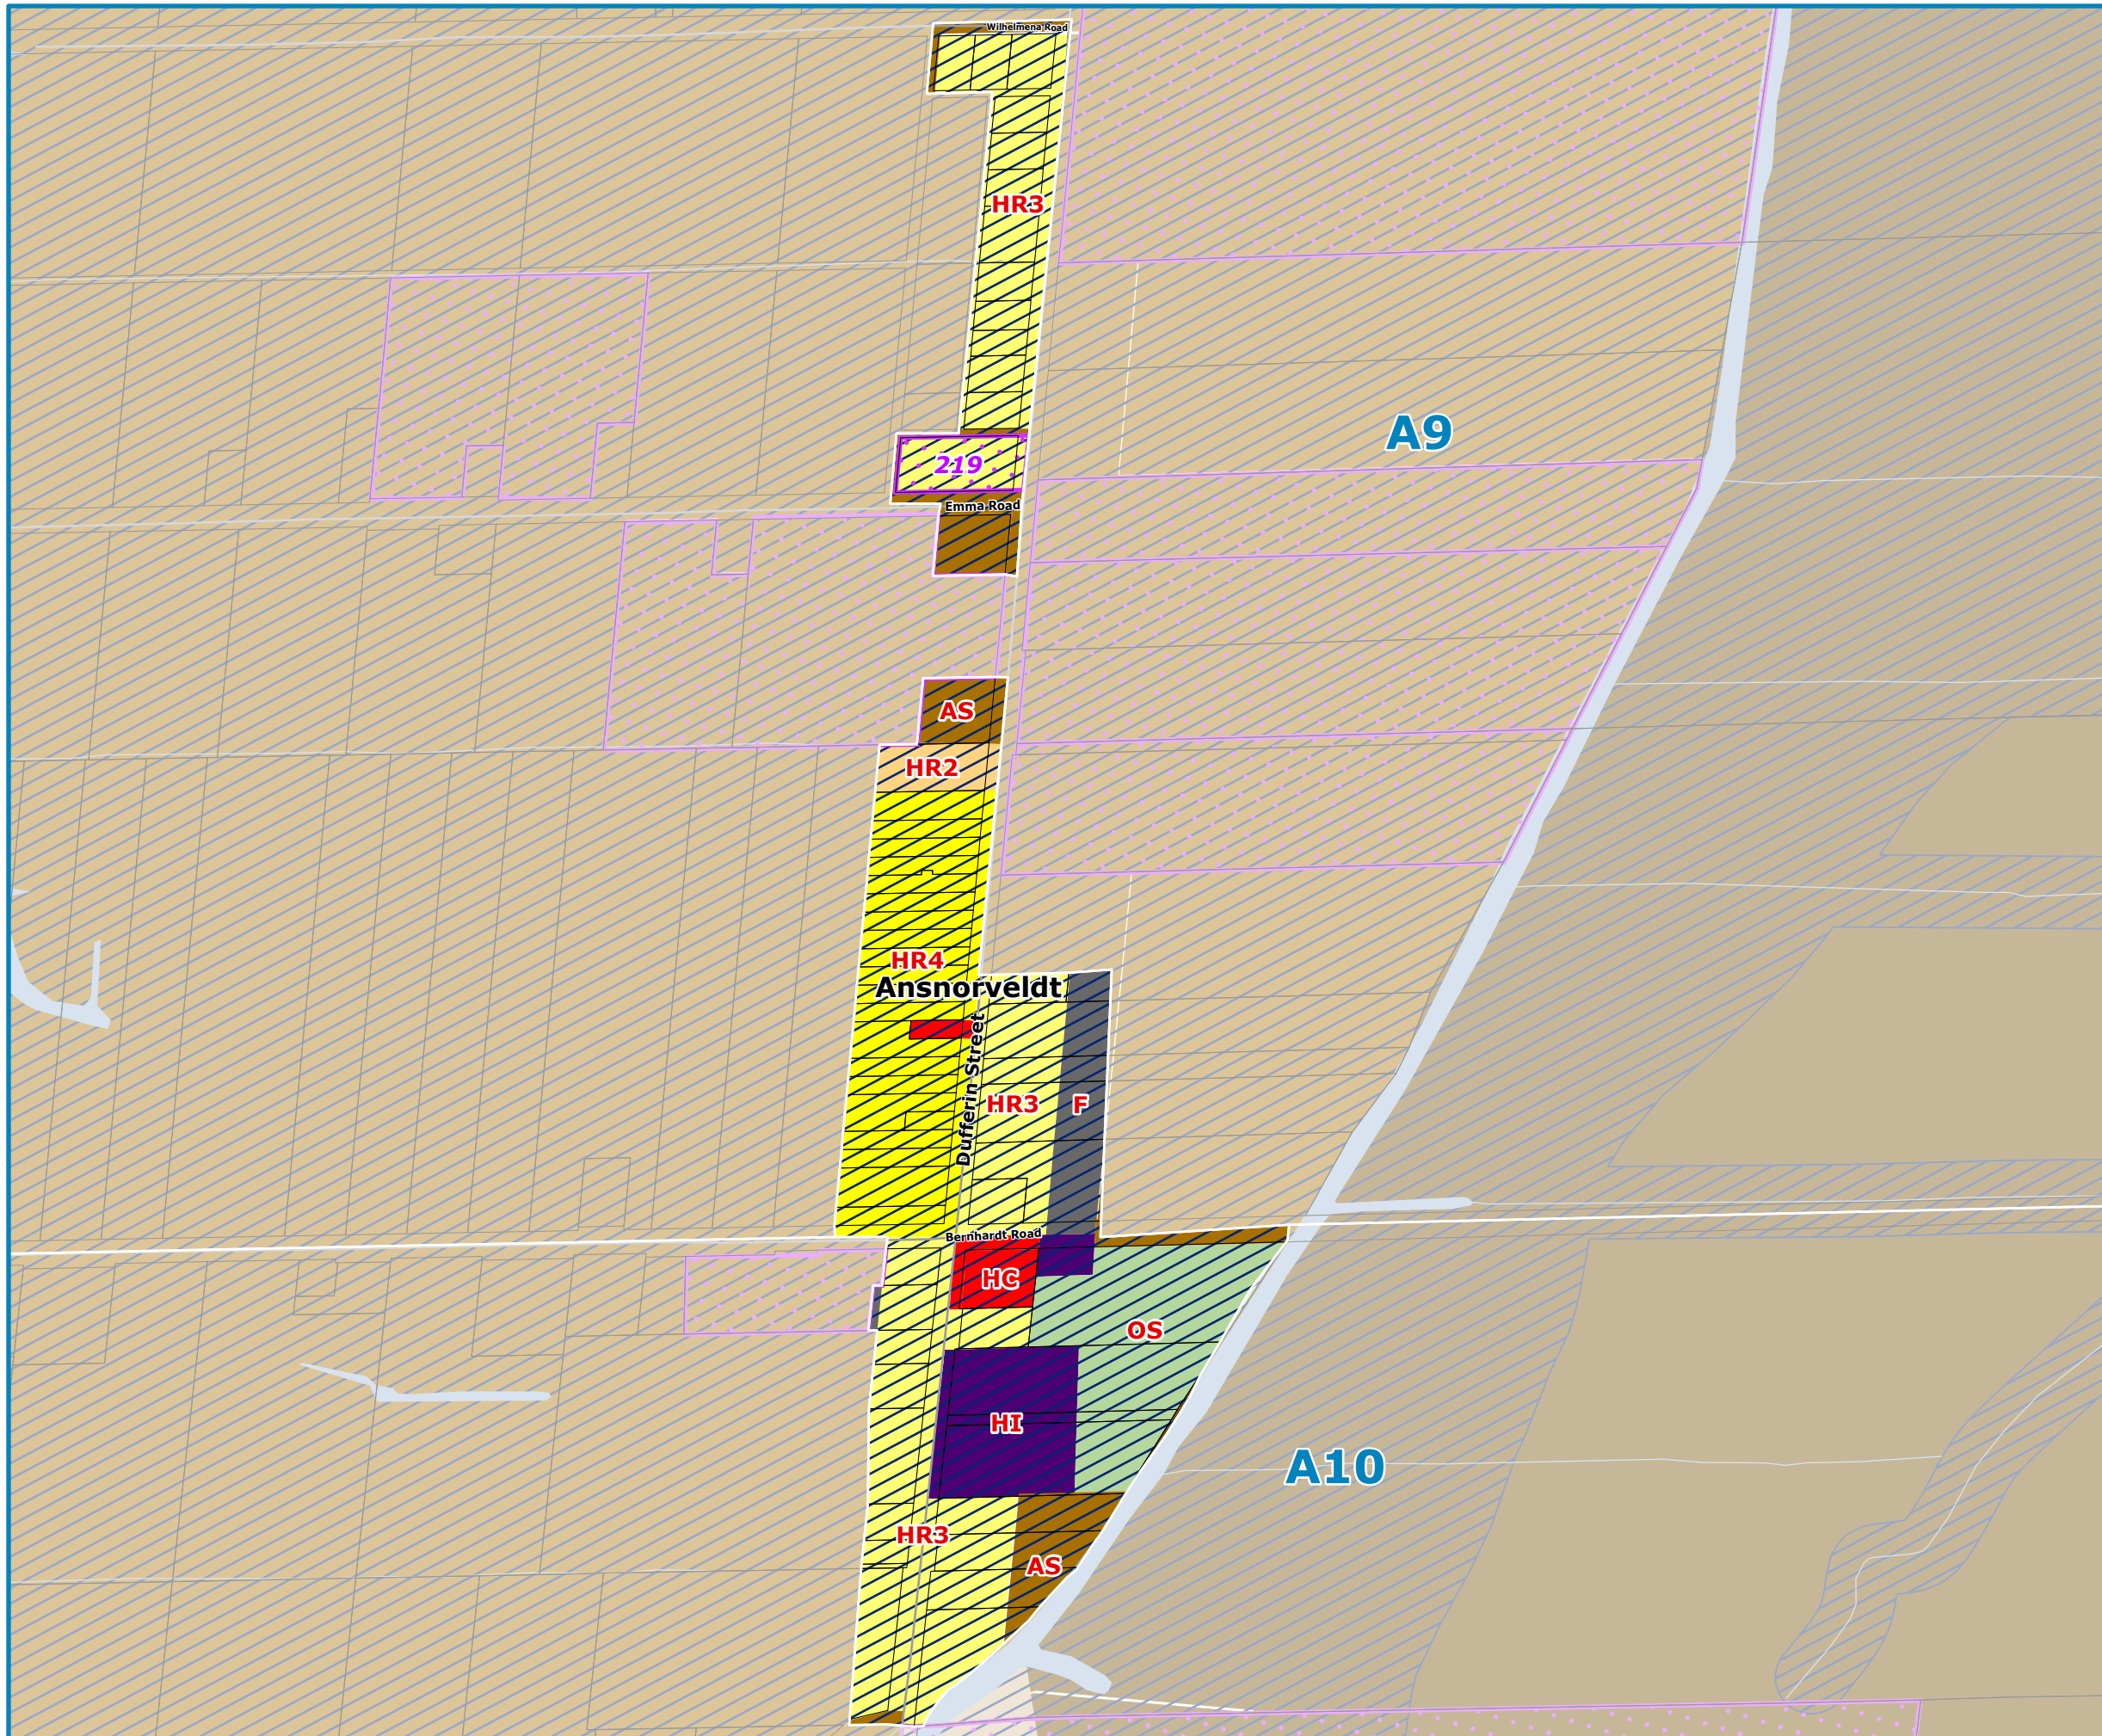 Wilhelmena Road
HR3
A9
219
Emma Road
AS
HR2
HR4
Ansnorveldt
Dufferin Street
HR3
F
Bernhardt Road
HC
OS
HI
A10
HR3
AS